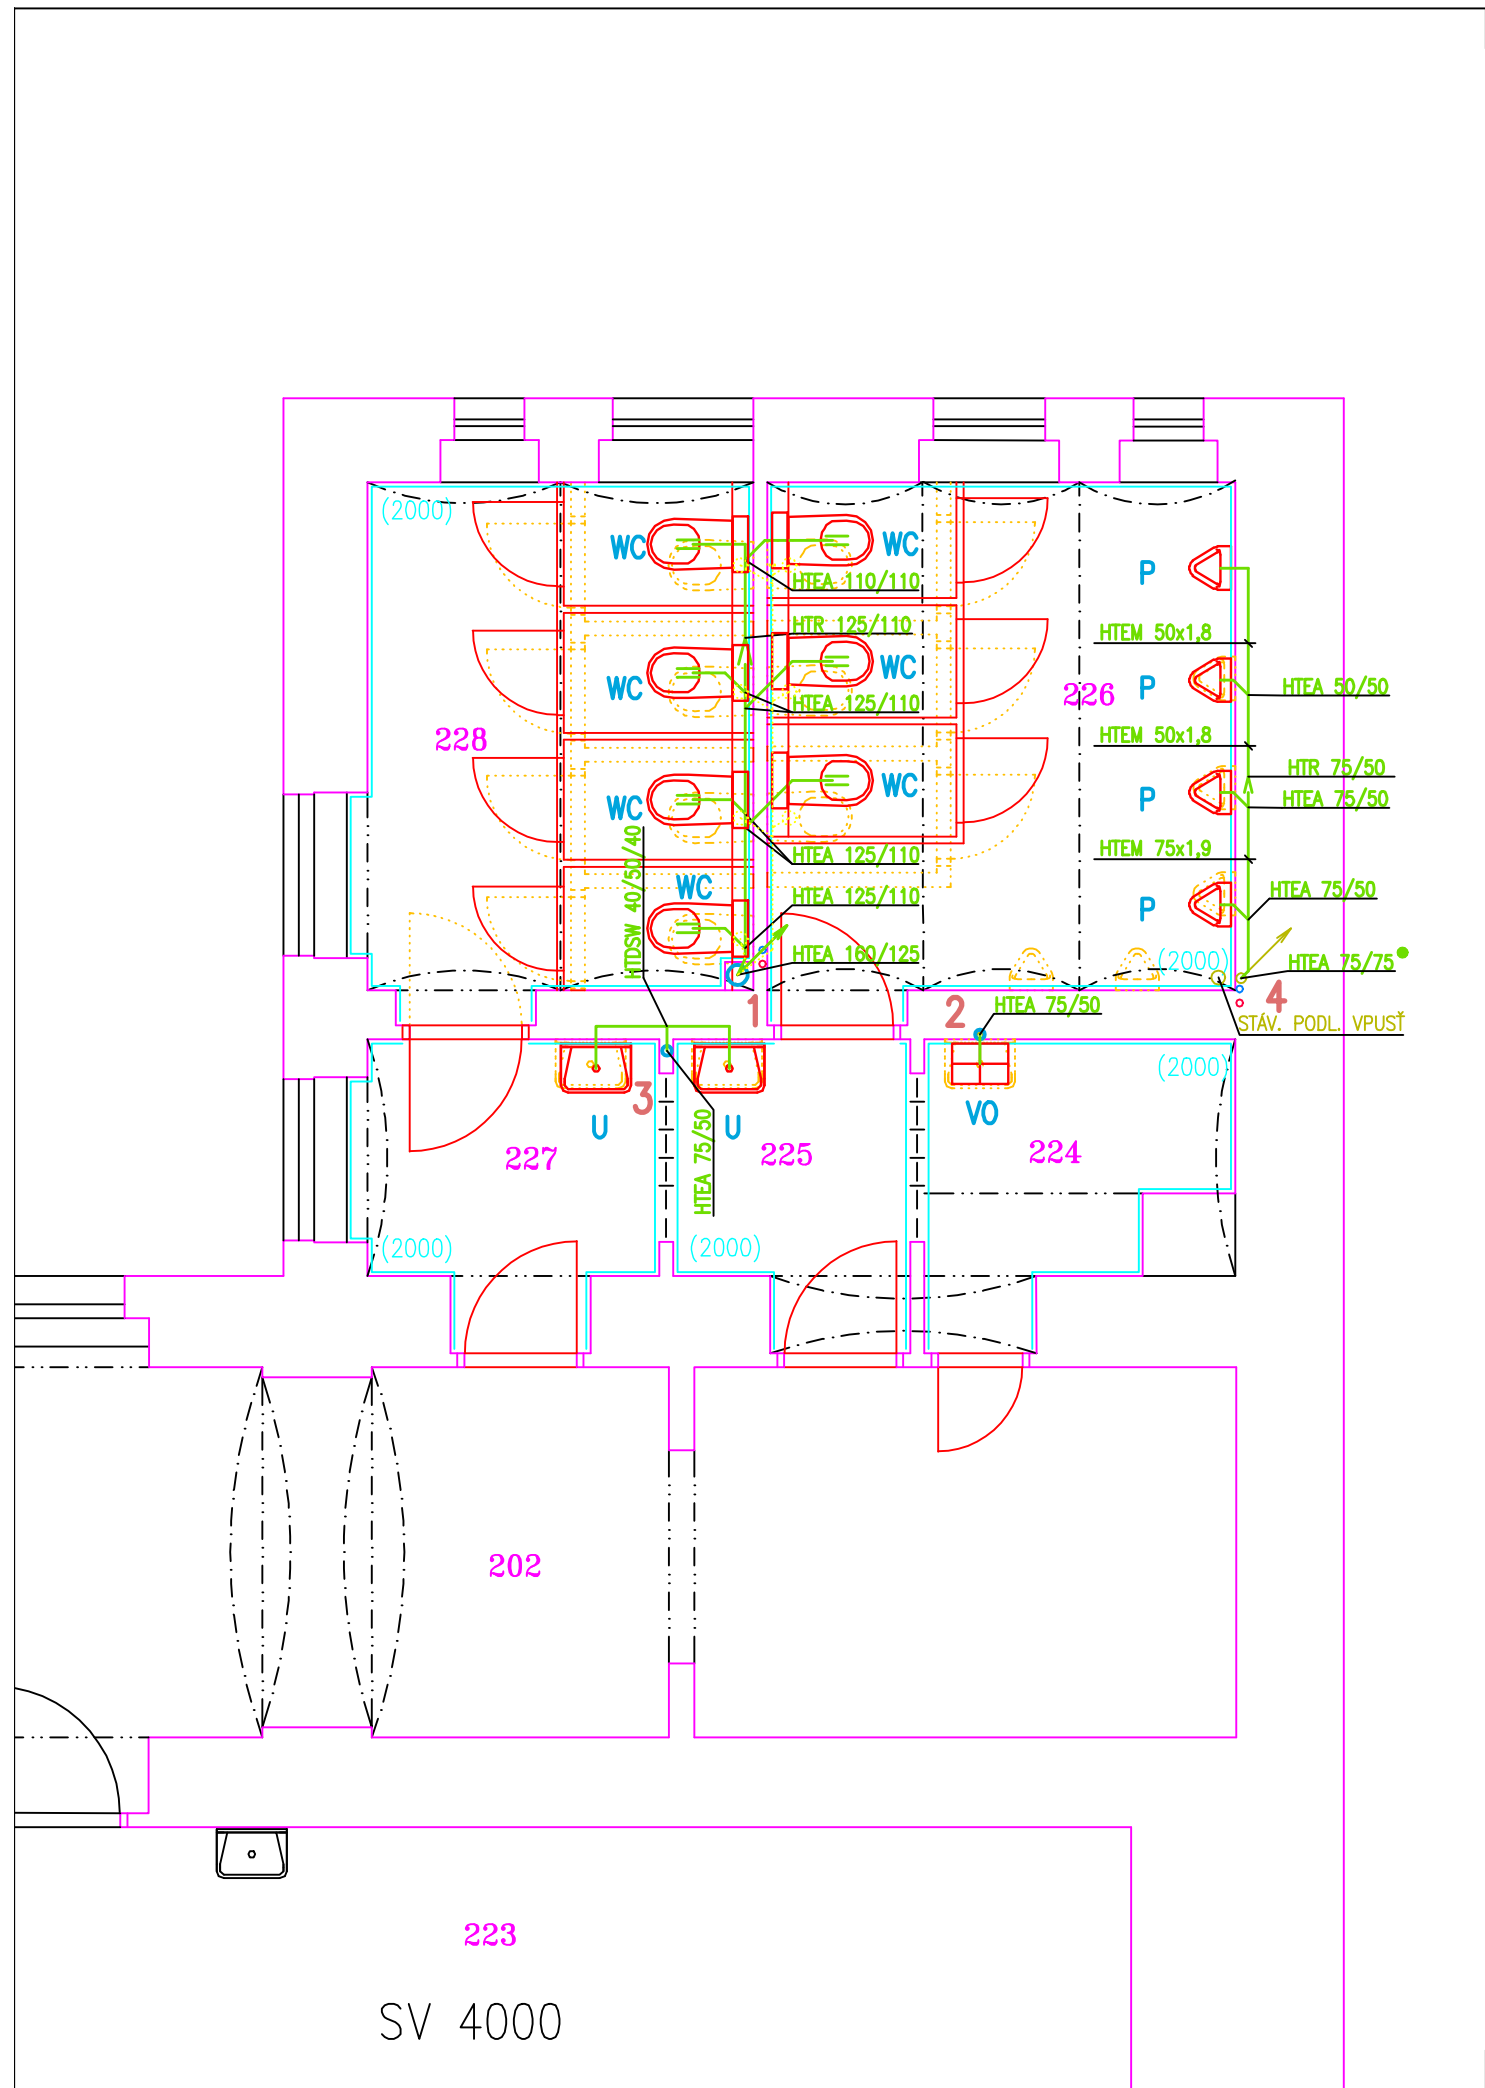 (2000)
WC
WC
P
HTEA 110/110
HTR 125/110
HTEM 50x1,8
WC
WC
P
226
HTEA 50/50
HTEA 125/110
228
HTEM 50x1,8
HTR 75/50
WC
WC
P
HTEA 75/50
HTDSW 40/50/40
HTEM 75x1,9
HTEA 125/110
WC
HTEA 125/110
P
HTEA 75/50
HTEA 160/125
(2000)
HTEA 75/75
1
2
HTEA 75/50
4
STÁV. PODL. VPUSŤ
(2000)
3
U
U
VO
HTEA 75/50
227
225
224
(2000)
(2000)
202
223
SV 4000